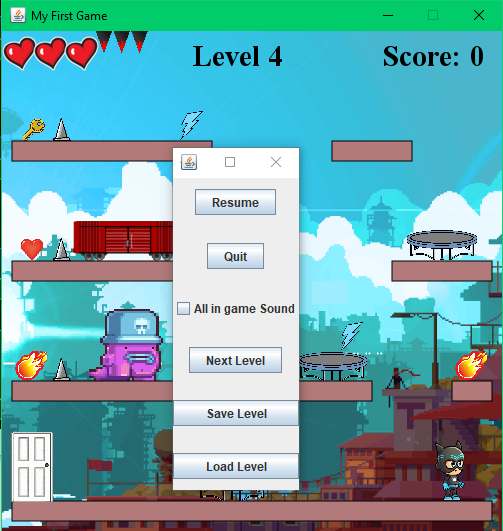 My First Game
Level 4
Score: 0
Resume
Quit
All in game Sound
Next Level
Save Level
Load Level